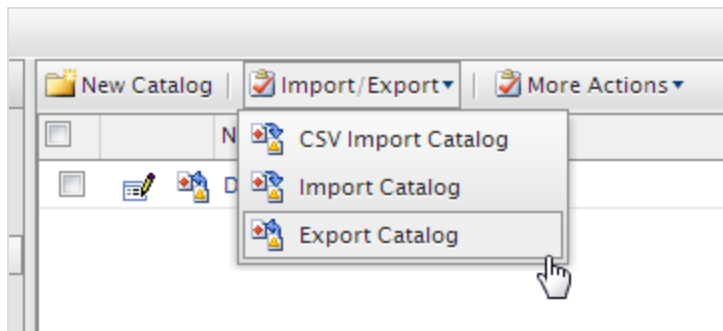 New Catalog | Import/Export | More Actions
N
CSV Import Catalog
D
Import Catalog
Export Catalog